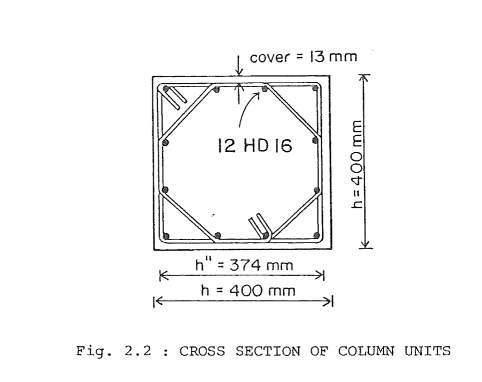 cover = 13 mm
12 HD 16
h = 400 mm
h" = 374 mm
h = 400 mm
Fig. 2.2 : CROSS SECTION OF COLUMN UNITS